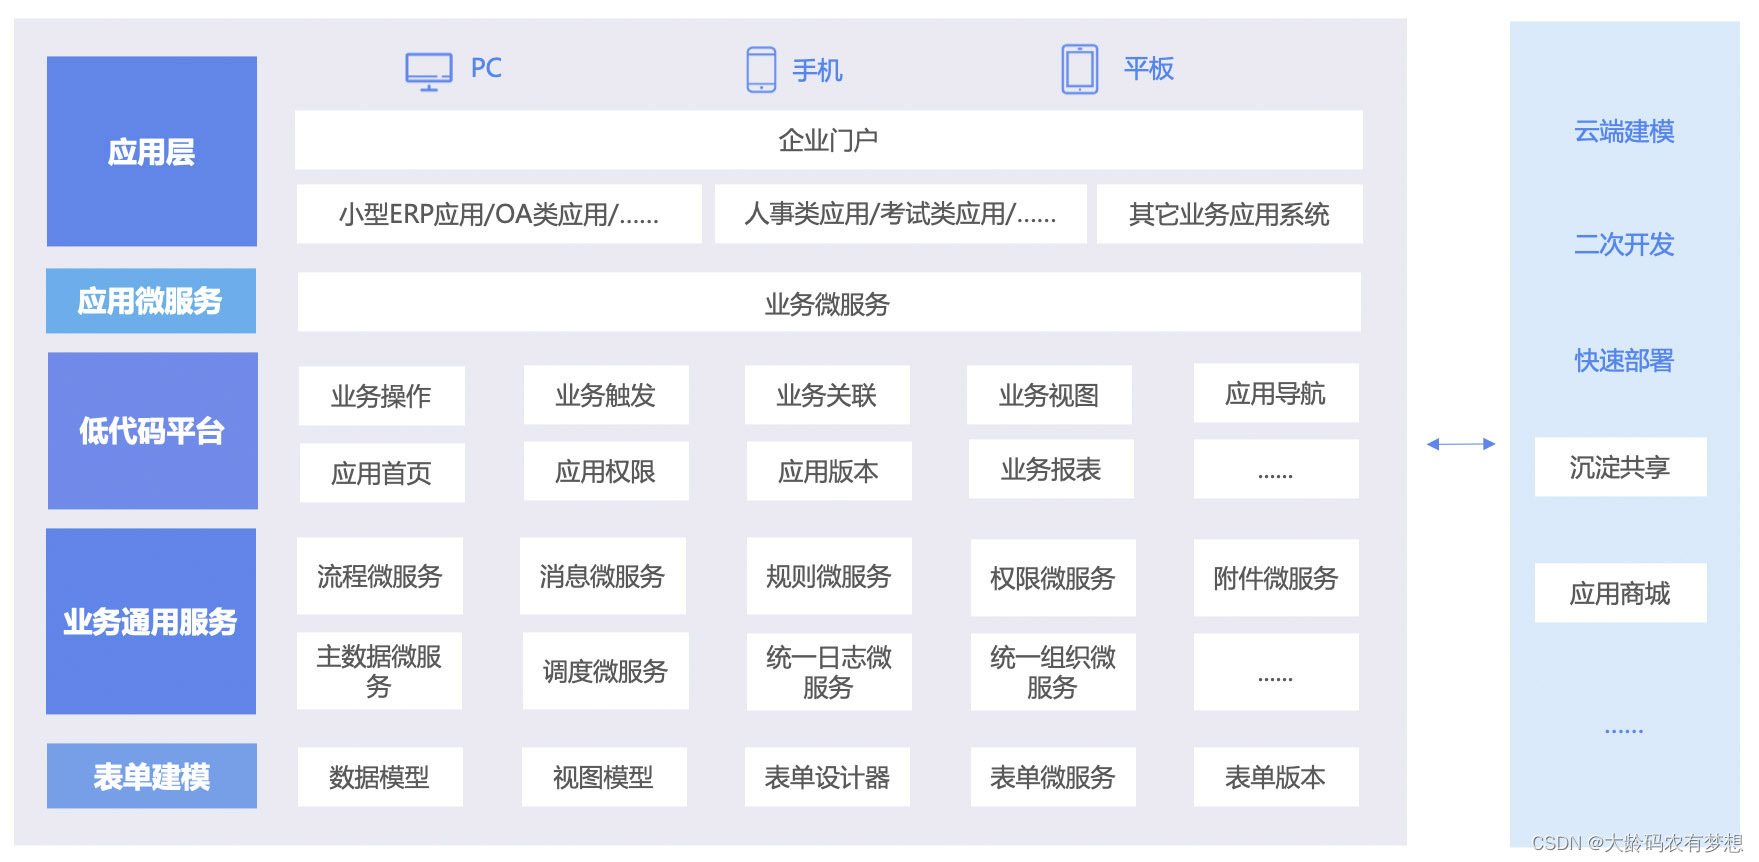 PC
手机
平板
应用层
企业门户
小型ERP应用/OA类应用/......
人事类应用/考试类应用/......
其它业务应用系统
应用微服务
业务微服务
低代码平台
业务操作
业务触发
业务关联
业务视图
应用导航
应用首页
应用权限
应用版本
业务报表
......
业务通用服务
流程微服务
消息微服务
规则微服务
权限微服务
附件微服务
主数据微服
务
调度微服务
统一日志微
服务
统一组织微
服务
......
表单建模
数据模型
视图模型
表单设计器
表单微服务
表单版本
云端建模
二次开发
快速部署
沉淀共享
应用商城
......
CSDN @大龄码农有梦想